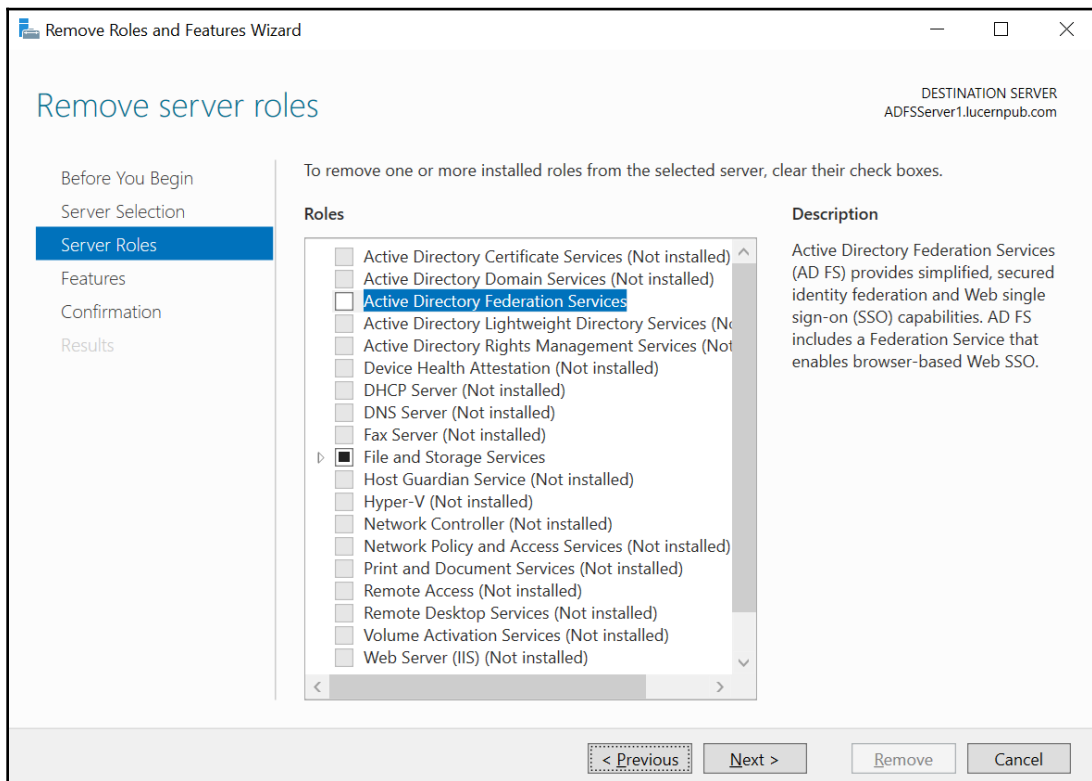 Remove Roles and Features Wizard
Remove server roles
DESTINATION SERVER
ADFSServer1.lucernpub.com
Before You Begin
Server Selection
Server Roles
Features
Confirmation
Results
To remove one or more installed roles from the selected server, clear their check boxes.
Roles
Active Directory Certificate Services (Not installed)
Active Directory Domain Services (Not installed)
Active Directory Federation Services
Active Directory Lightweight Directory Services (No
Active Directory Rights Management Services (Not
Device Health Attestation (Not installed)
DHCP Server (Not installed)
DNS Server (Not installed)
Fax Server (Not installed)
File and Storage Services
Host Guardian Service (Not installed)
Hyper-V (Not installed)
Network Controller (Not installed)
Network Policy and Access Services (Not installed)
Print and Document Services (Not installed)
Remote Access (Not installed)
Remote Desktop Services (Not installed)
Volume Activation Services (Not installed)
Web Server (IIS) (Not installed)
Description
Active Directory Federation Services
(AD FS) provides simplified, secured
identity federation and Web single
sign-on (SSO) capabilities. AD FS
includes a Federation Service that
enables browser-based Web SSO.
< Previous
Next >
Remove
Cancel